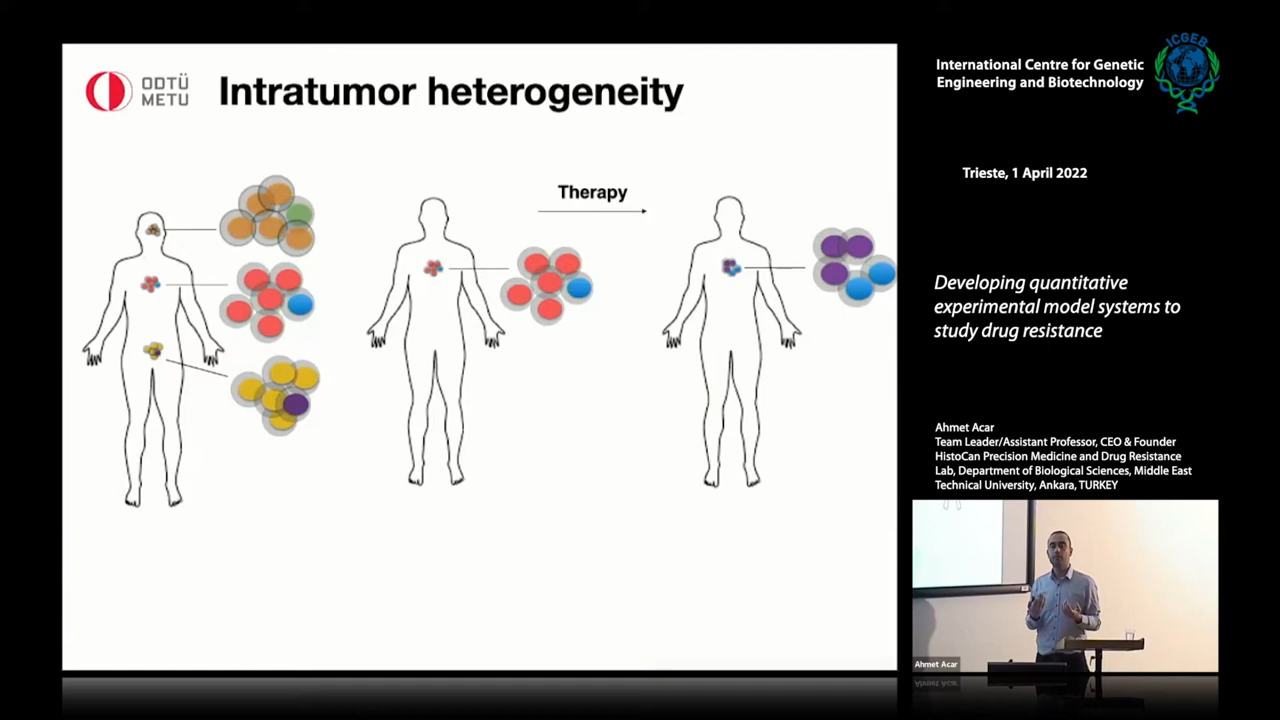 ODTÜ
METU
Intratumor heterogeneity
Therapy
International Centre for Genetic
Engineering and Biotechnology
ICGEB
Trieste, 1 April 2022
Developing quantitative
experimental model systems to
study drug resistance
Ahmet Acar
Team Leader/Assistant Professor, CEO & Founder
HistoCan Precision Medicine and Drug Resistance
Lab, Department of Biological Sciences, Middle East
Technical University, Ankara, TURKEY
Ahmet Acar